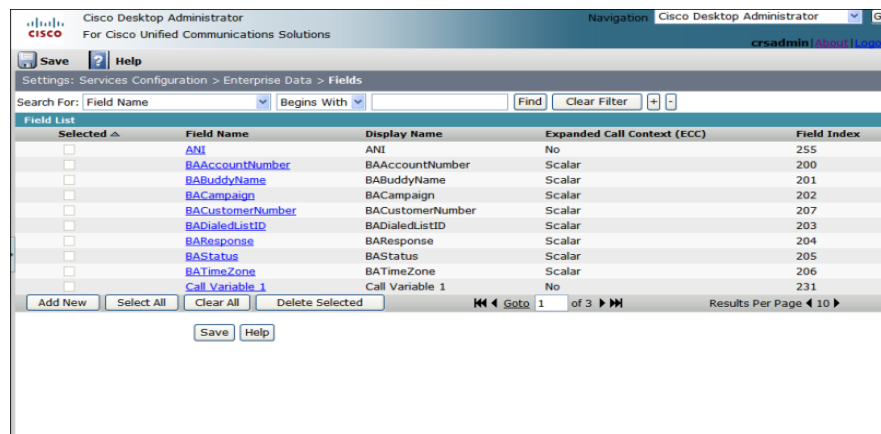 Cisco Desktop Administrator Navigation Cisco Desktop Administrator G
CISCO For Cisco Unified Communications Solutions
crsadmin|About|Logo
Save ? Help
Settings: Services Configuration > Enterprise Data > Fields
Search For: Field Name Begins With Find Clear Filter + -
Field List
Selected Field Name Display Name Expanded Call Context (ECC) Field Index
ANI ANI No 255
BAAccountNumber BAAccountNumber Scalar 200
BABuddyName BABuddyName Scalar 201
BACampaign BACampaign Scalar 202
BACustomerNumber BACustomerNumber Scalar 207
BADialedListID BADialedListID Scalar 203
BAResponse BAResponse Scalar 204
BAStatus BAStatus Scalar 205
BATimeZone BATimeZone Scalar 206
Call Variable 1 Call Variable 1 No 231
Add New Select All Clear All Delete Selected Goto 1 of 3 Results Per Page 10
Save Help